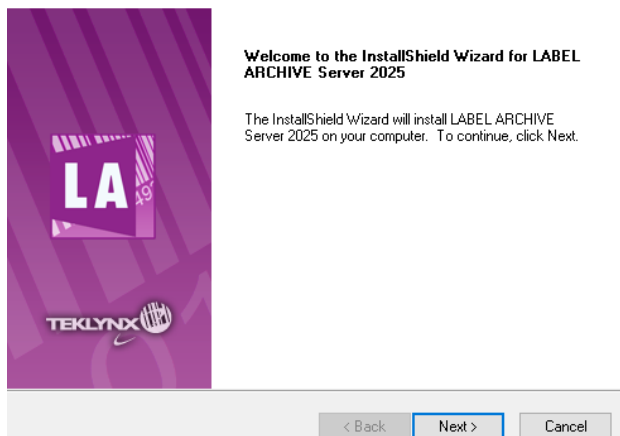 Welcome to the InstallShield Wizard for LABEL
ARCHIVE Server 2025
The InstallShield Wizard will install LABEL ARCHIVE
Server 2025 on your computer. To continue, click Next.
LA
49
TEKLYNX
< Back
Next >
Cancel